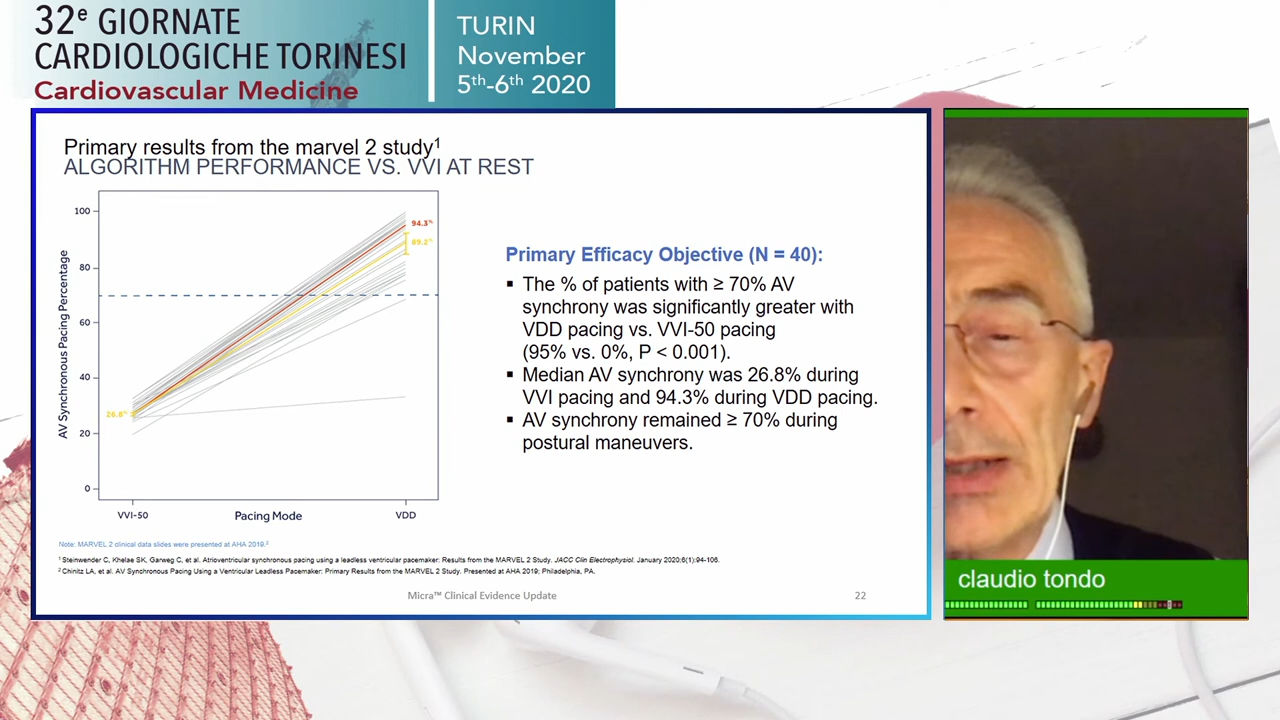 32e GIORNATE
CARDIOLOGICHE TORINESI
Cardiovascular Medicine
TURIN
November
5th-6th 2020
Primary results from the marvel 2 study1
ALGORITHM PERFORMANCE VS. VVI AT REST
AV Synchronous Pacing Percentage
100
80
60
40
20
0
94.3%
89.2%
26.8%
VVI-50
Pacing Mode
VDD
Primary Efficacy Objective (N = 40):
▪ The % of patients with ≥ 70% AV
synchrony was significantly greater with
VDD pacing vs. VVI-50 pacing
(95% vs. 0%, P < 0.001).
▪ Median AV synchrony was 26.8% during
VVI pacing and 94.3% during VDD pacing.
▪ AV synchrony remained ≥ 70% during
postural maneuvers.
Note: MARVEL 2 clinical data slides were presented at AHA 2019.2
1 Steinwender C, Khelae SK, Garweg C, et al. Atrioventricular synchronous pacing using a leadless ventricular pacemaker: Results from the MARVEL 2 Study. JACC Clin Electrophysiol. January 2020;6(1):94-106.
2 Chinitz LA, et al. AV Synchronous Pacing Using a Ventricular Leadless Pacemaker: Primary Results from the MARVEL 2 Study. Presented at AHA 2019; Philadelphia, PA.
Micra™ Clinical Evidence Update
22
claudio tondo